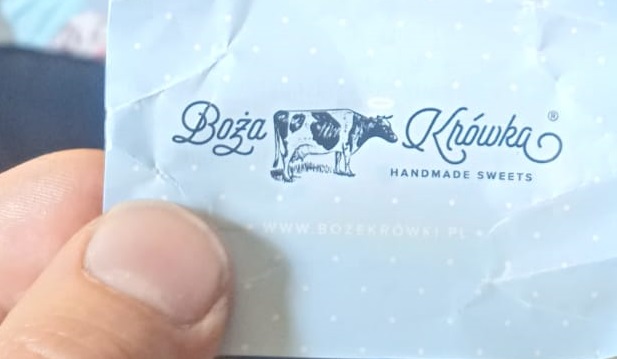 Boża Krówka®
HANDMADE SWEETS
WWW.BOZEKROWKI.PL